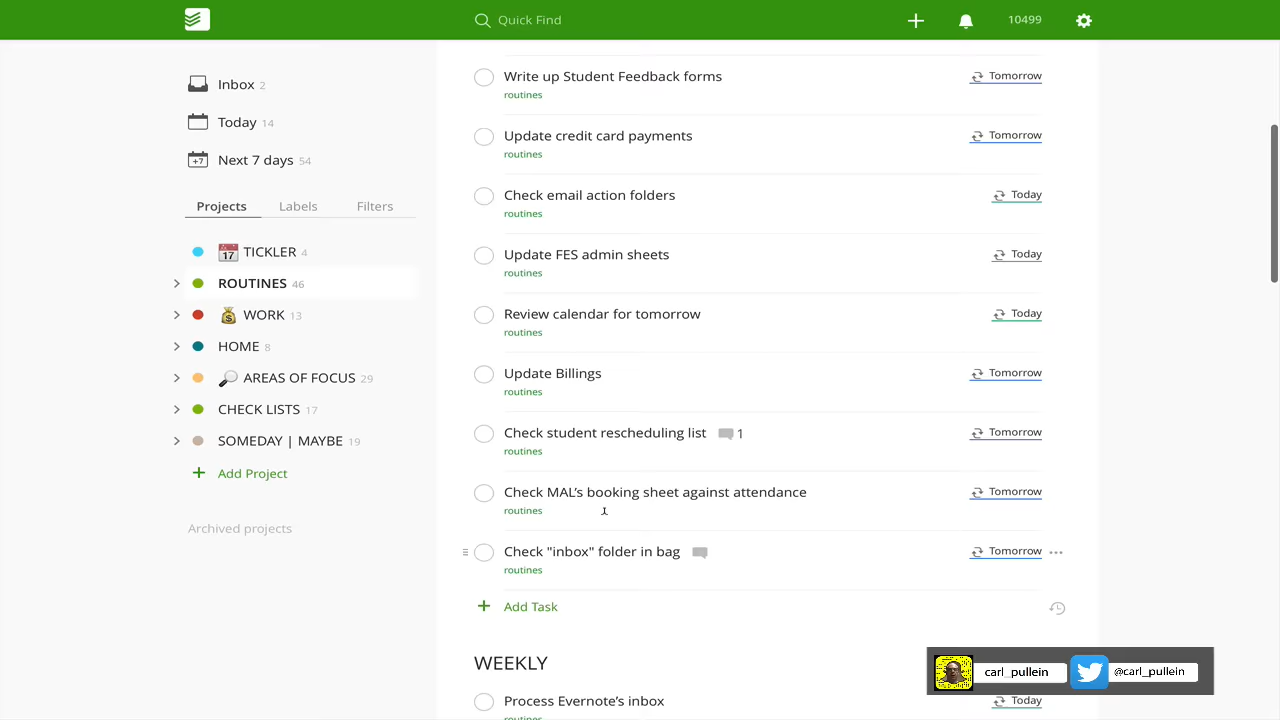 Quick Find
10499
Inbox 2
Today 14
+7 Next 7 days 54
Projects Labels Filters
17 TICKLER 4
ROUTINES 46
$ WORK 13
HOME 8
AREAS OF FOCUS 29
CHECK LISTS 17
SOMEDAY | MAYBE 19
+ Add Project
Archived projects
Write up Student Feedback forms Tomorrow
routines
Update credit card payments Tomorrow
routines
Check email action folders Today
routines
Update FES admin sheets Today
routines
Review calendar for tomorrow Today
routines
Update Billings Tomorrow
routines
Check student rescheduling list 1 Tomorrow
routines
Check MAL’s booking sheet against attendance Tomorrow
routines
Check "inbox" folder in bag Tomorrow
routines
+ Add Task
WEEKLY
Process Evernote’s inbox Today
routines
carl_pullein @carl_pullein